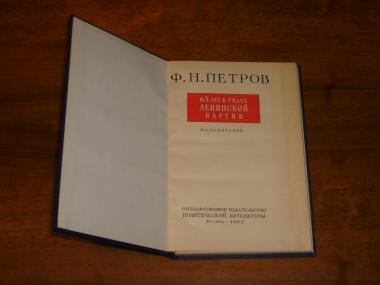 Ф. Н. ПЕТРОВ
65 ЛЕТ В РЯДАХ
ЛЕНИНСКОЙ
ПАРТИИ
ВОСПОМИНАНИЯ
ГОСУДАРСТВЕННОЕ ИЗДАТЕЛЬСТВО
ПОЛИТИЧЕСКОЙ ЛИТЕРАТУРЫ
Москва · 1962